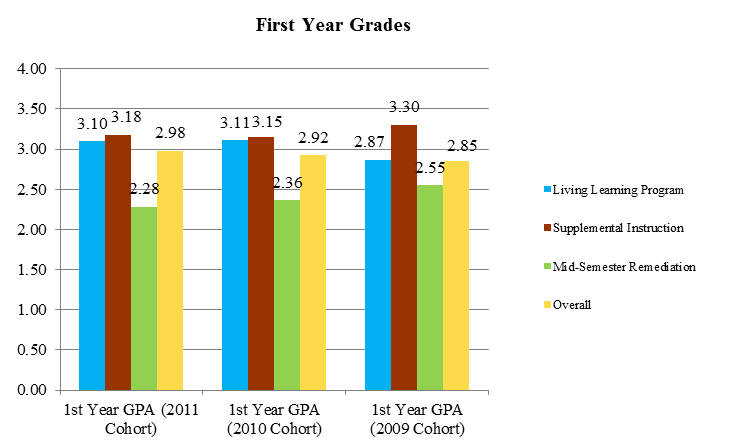 First Year Grades
4.00
3.50
3.00
2.50
2.00
1.50
1.00
0.50
0.00
3.10
3.18
2.28
2.98
3.11
3.15
2.36
2.92
2.87
3.30
2.55
2.85
1st Year GPA (2011
Cohort)
1st Year GPA
(2010 Cohort)
1st Year GPA
(2009 Cohort)
Living Learning Program
Supplemental Instruction
Mid-Semester Remediation
Overall